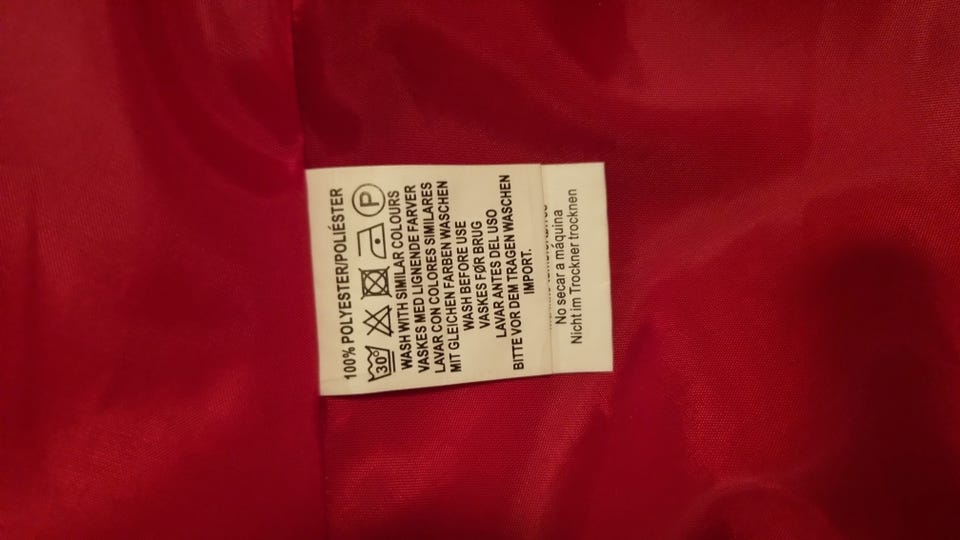 100% POLYESTER/POLIÉSTER
30° P
WASH WITH SIMILAR COLOURS
VASKES MED LIGNENDE FARVER
LAVAR CON COLORES SIMILARES
MIT GLEICHEN FARBEN WASCHEN
WASH BEFORE USE
VASKES FØR BRUG
LAVAR ANTES DEL USO
BITTE VOR DEM TRAGEN WASCHEN
IMPORT.
No secar a máquina
Nicht im Trockner trocknen